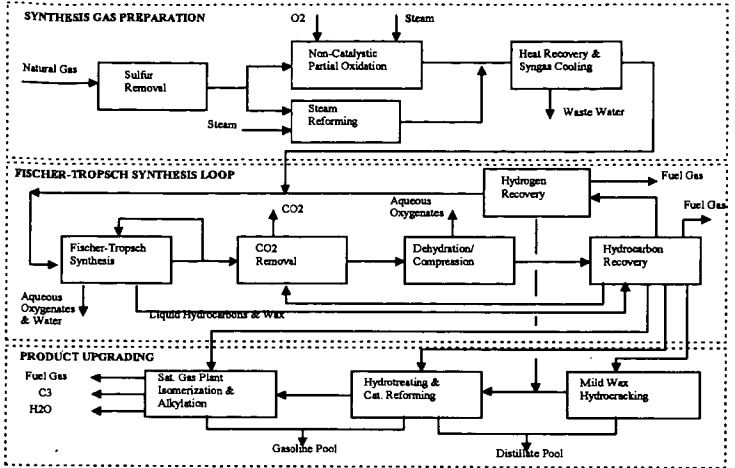 SYNTHESIS GAS PREPARATION
O2
Steam
Non-Catalytic
Partial Oxidation
Heat Recovery &
Syngas Cooling
Natural Gas
Sulfur
Removal
Steam
Reforming
Steam
Waste Water
FISCHER-TROPSCH SYNTHESIS LOOP
Hydrogen
Recovery
Fuel Gas
Fuel Gas
CO2
Aqueous
Oxygenates
Fischer-Tropsch
Synthesis
CO2
Removal
Dehydration/
Compression
Hydrocarbon
Recovery
Aqueous
Oxygenates
& Water
Liquid Hydrocarbons & Wax
PRODUCT UPGRADING
Fuel Gas
C3
H2O
Sat. Gas Plant
Isomerization &
Alkylation
Hydrotreating &
Cat. Reforming
Mild Wax
Hydrocracking
Gasoline Pool
Distillate Pool